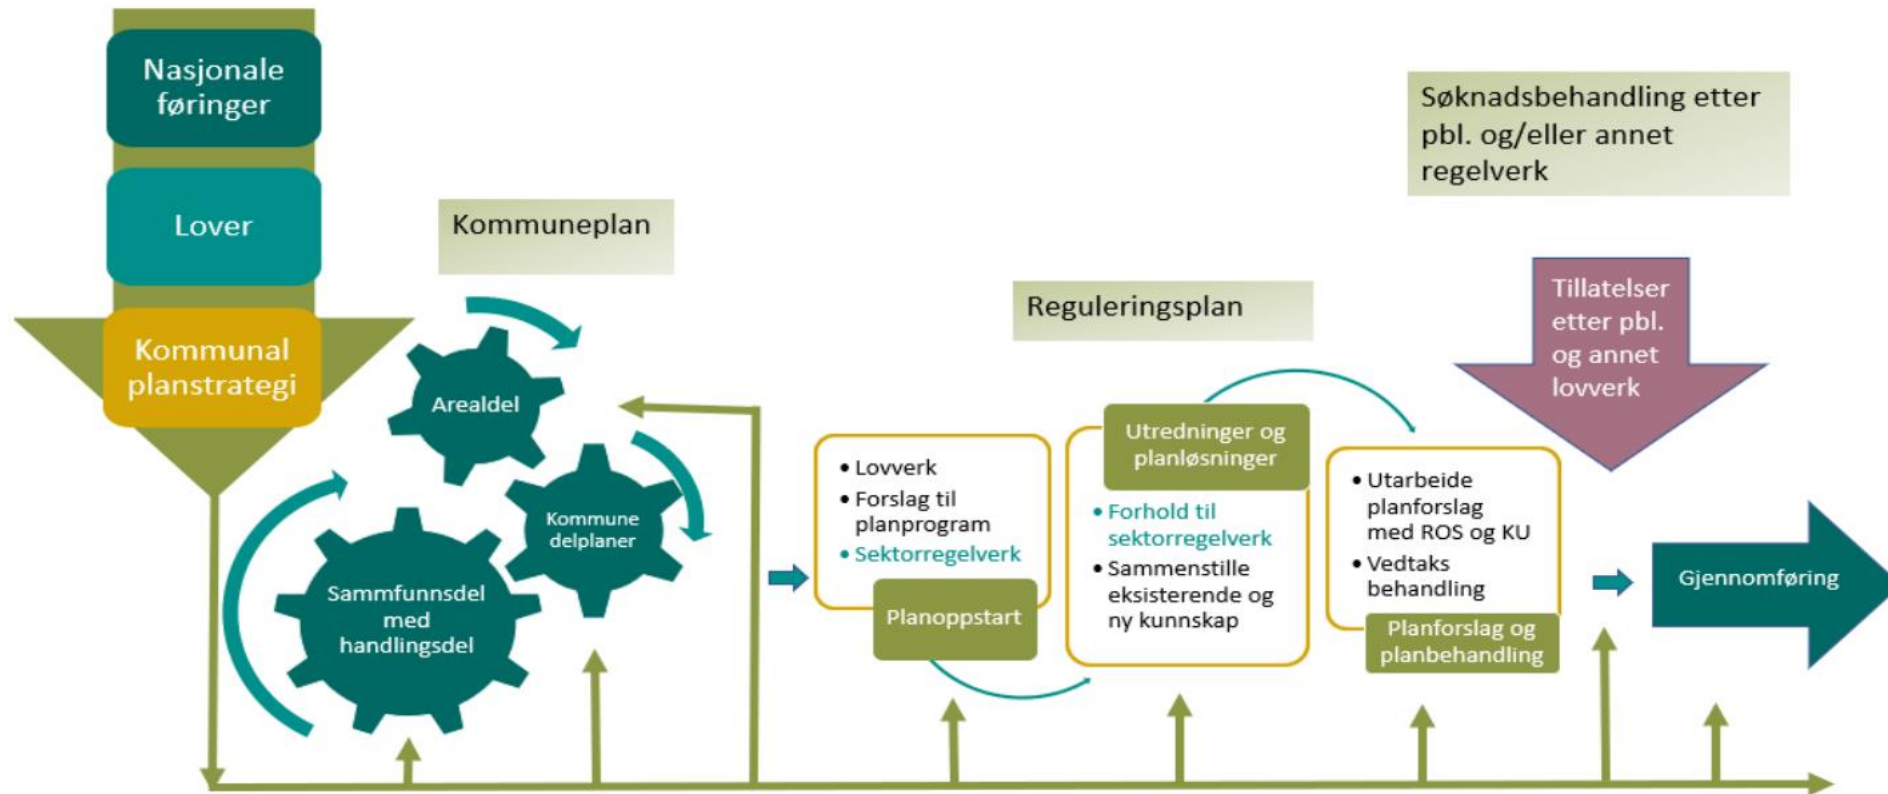 Nasjonale
føringer
Lover
Kommunal
planstrategi
Kommuneplan
Arealdel
Kommune
delplaner
Sammfunnsdel
med
handlingsdel
Reguleringsplan
• Lovverk
• Forslag til
planprogram
• Sektorregelverk
Planoppstart
Utredninger og
planløsninger
• Forhold til
sektorregelverk
• Sammenstille
eksisterende og
ny kunnskap
• Utarbeide
planforslag
med ROS og KU
• Vedtaks
behandling
Planforslag og
planbehandling
Søknadsbehandling etter
pbl. og/eller annet
regelverk
Tillatelser
etter pbl.
og annet
lovverk
Gjennomføring